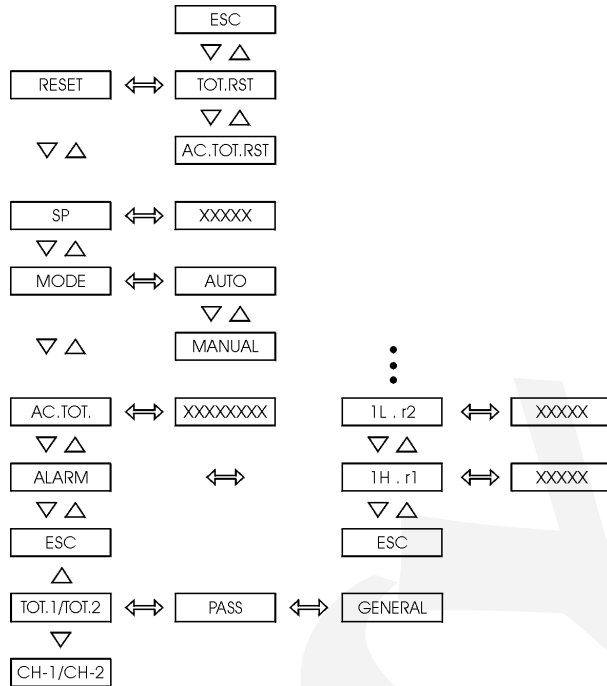 ESC
RESET TOT.RST
AC.TOT.RST
SP XXXXX
MODE AUTO
MANUAL
AC.TOT. XXXXXXXX 1L . r2 XXXXX
ALARM 1H . r1 XXXXX
ESC ESC
TOT.1/TOT.2 PASS GENERAL
CH-1/CH-2